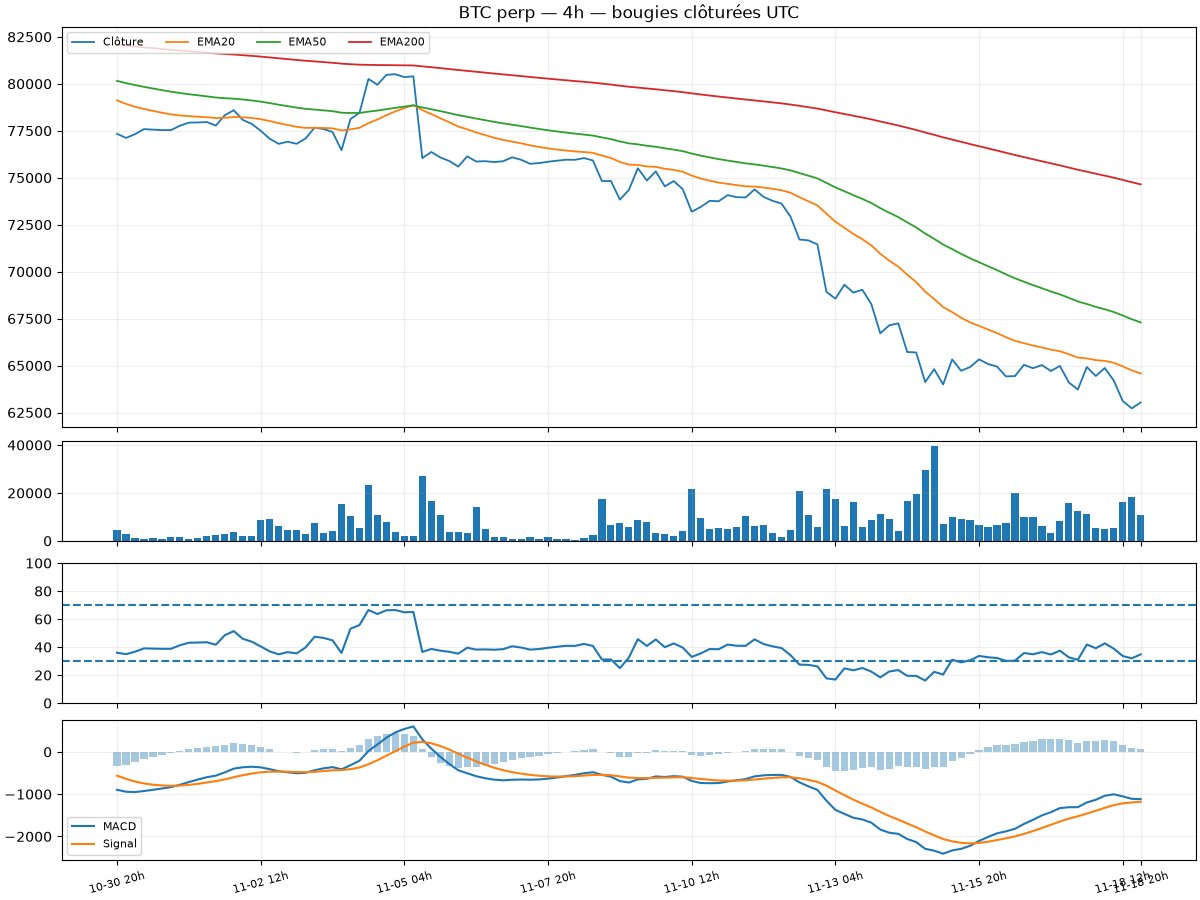 BTC perp — 4h — bougies clôturées UTC
Clôture EMA20 EMA50 EMA200
82500
80000
77500
75000
72500
70000
67500
65000
62500
40000
20000
0
100
80
60
40
20
0
0
−1000
−2000
MACD
Signal
10-30 20h
11-02 12h
11-05 04h
11-07 20h
11-10 12h
11-13 04h
11-15 20h
11-18 12h
11-18 20h